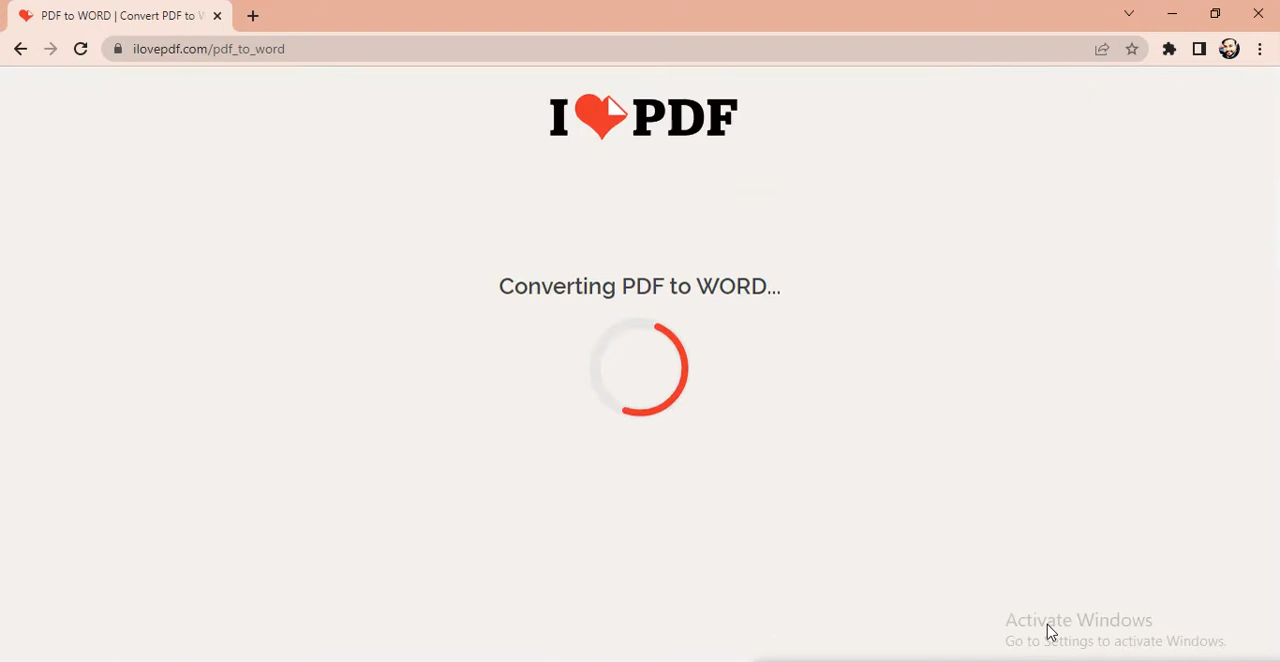 PDF to WORD | Convert PDF to W
ilovepdf.com/pdf_to_word
I PDF
Converting PDF to WORD...
Activate Windows
Go to Settings to activate Windows.